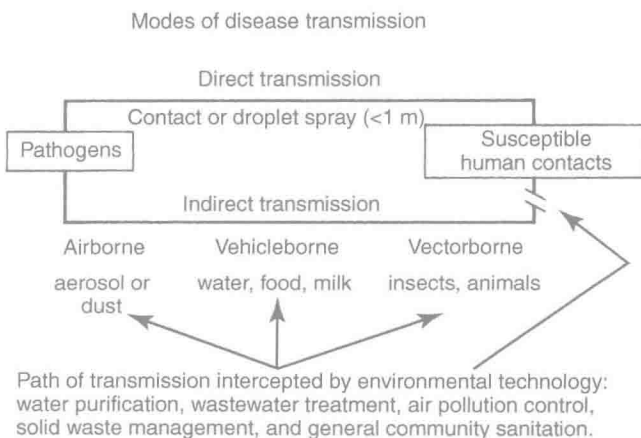 Modes of disease transmission
Direct transmission
Contact or droplet spray (<1 m)
Pathogens
Susceptible
human contacts
Indirect transmission
Airborne
aerosol or
dust
Vehicleborne
water, food, milk
Vectorborne
insects, animals
Path of transmission intercepted by environmental technology:
water purification, wastewater treatment, air pollution control,
solid waste management, and general community sanitation.